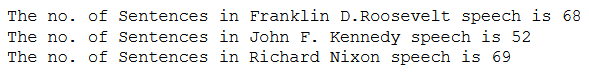 The no. of Sentences in Franklin D.Roosevelt speech is 68
The no. of Sentences in John F. Kennedy speech is 52
The no. of Sentences in Richard Nixon speech is 69